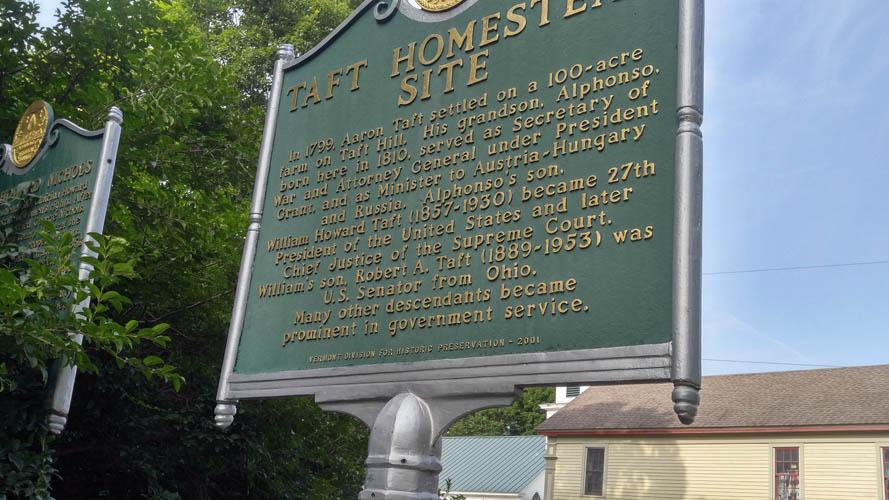 TAFT HOMESTEAD
SITE
In 1799, Aaron Taft settled on a 100-acre
farm on Taft Hill. His grandson, Alphonso,
born here in 1810, served as Secretary of
War and Attorney General under President
Grant, and as Minister to Austria-Hungary
and Russia. Alphonso's son,
William Howard Taft (1857-1930) became 27th
President of the United States and later
Chief Justice of the Supreme Court.
William's son, Robert A. Taft (1889-1953) was
U.S. Senator from Ohio.
Many other descendants became
prominent in government service.
VERMONT DIVISION FOR HISTORIC PRESERVATION - 2001
NICHOLS